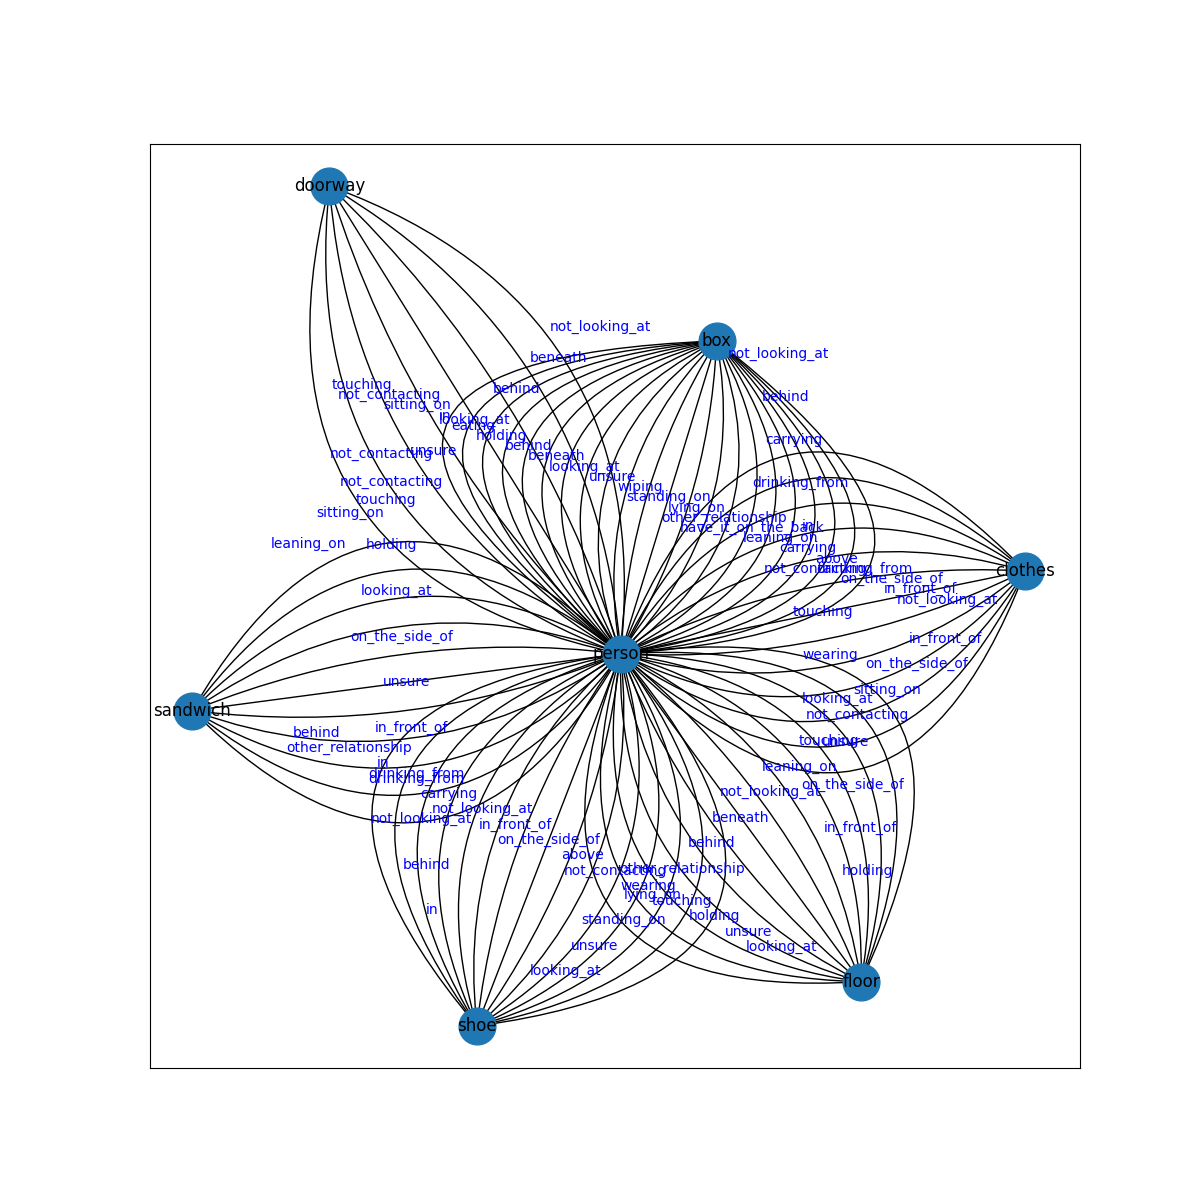 doorway
not_looking_at
box
not_looking_at
beneath
touching
behind
not_contacting
behind
sitting_on
in
looking_at
eating
holding
carrying
behind
not_contacting
unsure
beneath
looking_at
unsure
not_contacting
drinking_from
wiping
standing_on
touching
lying_on
sitting_on
other_relationship
have_it_on_the_back
in
leaning_on
leaning_on
holding
carrying
above
not_contacting
drinking_from
clothes
on_the_side_of
in_front_of
looking_at
not_looking_at
touching
on_the_side_of
in_front_of
person
wearing
on_the_side_of
unsure
sitting_on
looking_at
sandwich
not_contacting
in_front_of
behind
touching
unsure
other_relationship
in
leaning_on
drinking_from
drinking_from
on_the_side_of
carrying
not_looking_at
not_looking_at
in_front_of
not_looking_at
beneath
in_front_of
on_the_side_of
behind
above
behind
not_contacting
other_relationship
holding
wearing
lying_on
touching
in
standing_on
holding
unsure
unsure
looking_at
looking_at
floor
shoe